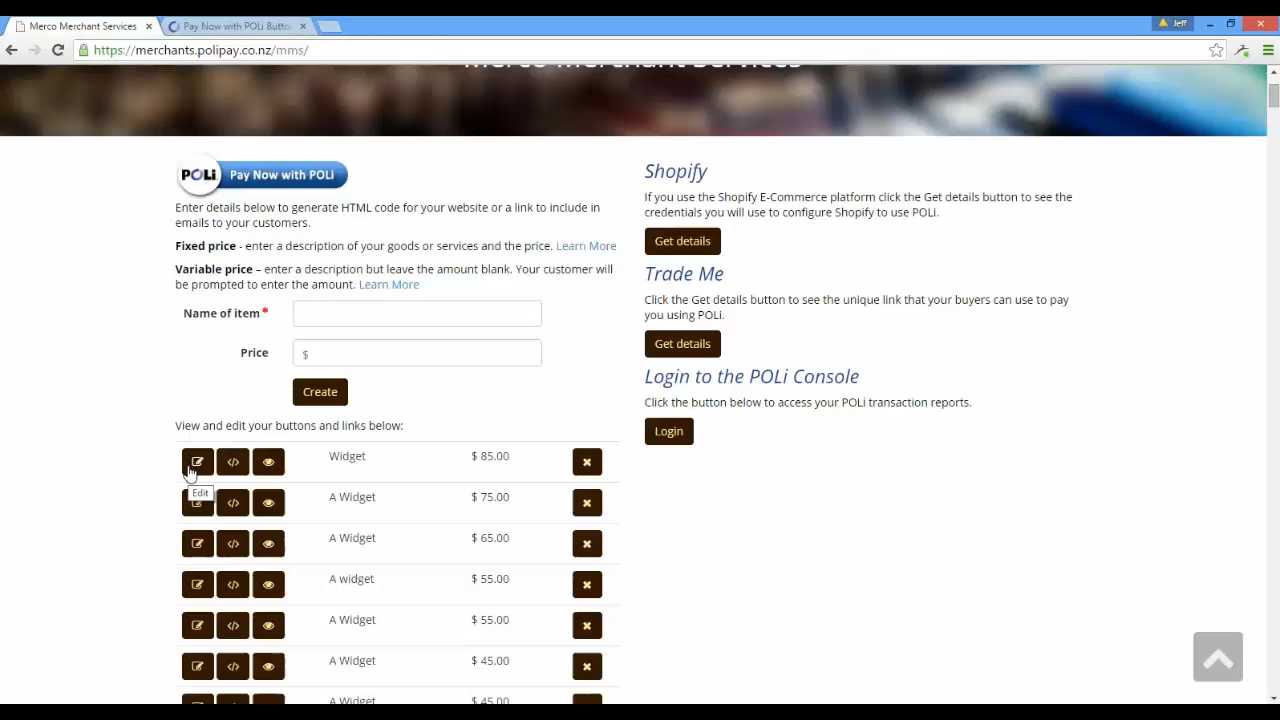 Merco Merchant Services
Pay Now with POLi Butto
Jeff
https://merchants.polipay.co.nz/mms/
Merco Merchant Services
POLi Pay Now with POLi
Enter details below to generate HTML code for your website or a link to include in
emails to your customers.
Fixed price - enter a description of your goods or services and the price. Learn More
Variable price – enter a description but leave the amount blank. Your customer will
be prompted to enter the amount. Learn More
Name of item*
Price $
Create
View and edit your buttons and links below:
Widget $ 85.00
Edit
A Widget $ 75.00
A Widget $ 65.00
A widget $ 55.00
A Widget $ 55.00
A Widget $ 45.00
A Widget $ 45.00
Shopify
If you use the Shopify E-Commerce platform click the Get details button to see the
credentials you will use to configure Shopify to use POLi.
Get details
Trade Me
Click the Get details button to see the unique link that your buyers can use to pay
you using POLi.
Get details
Login to the POLi Console
Click the button below to access your POLi transaction reports.
Login